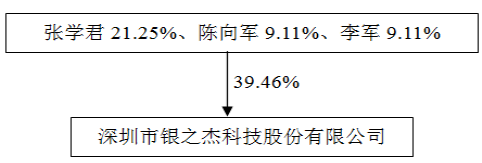 张学君 21.25%、陈向军 9.11%、李军 9.11%
39.46%
深圳市银之杰科技股份有限公司